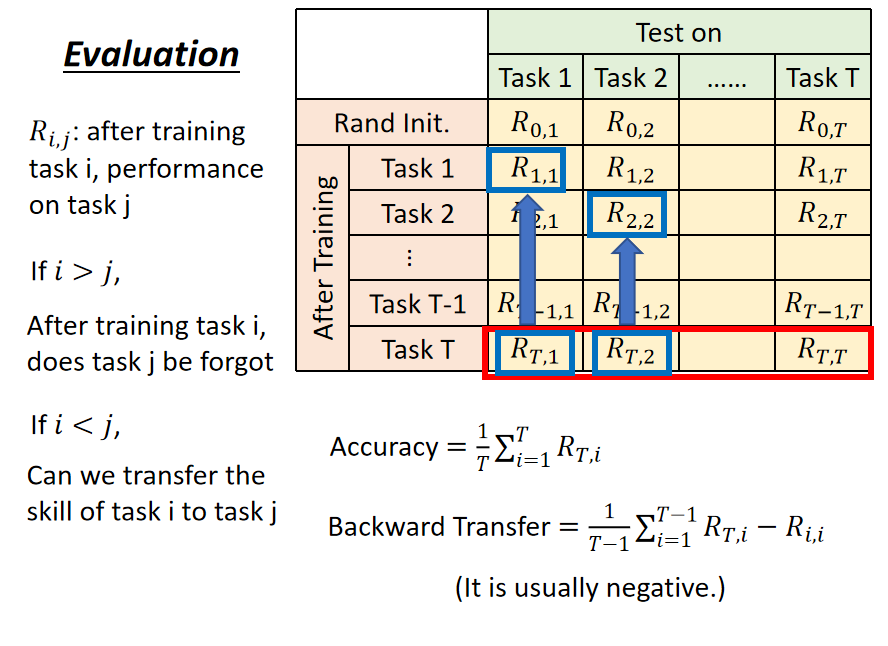 Evaluation
R_{i,j}: after training
task i, performance
on task j
If i > j,
After training task i,
does task j be forgot
If i < j,
Can we transfer the
skill of task i to task j
Test on
Task 1 Task 2 …… Task T
Rand Init. R_{0,1} R_{0,2} R_{0,T}
After Training
Task 1 R_{1,1} R_{1,2} R_{1,T}
Task 2 R_{2,1} R_{2,2} R_{2,T}
⋮
Task T-1 R_{T−1,1} R_{T−1,2} R_{T−1,T}
Task T R_{T,1} R_{T,2} R_{T,T}
Accuracy = \frac{1}{T} ∑_{i=1}^{T} R_{T,i}
Backward Transfer = \frac{1}{T−1} ∑_{i=1}^{T−1} R_{T,i} − R_{i,i}
(It is usually negative.)